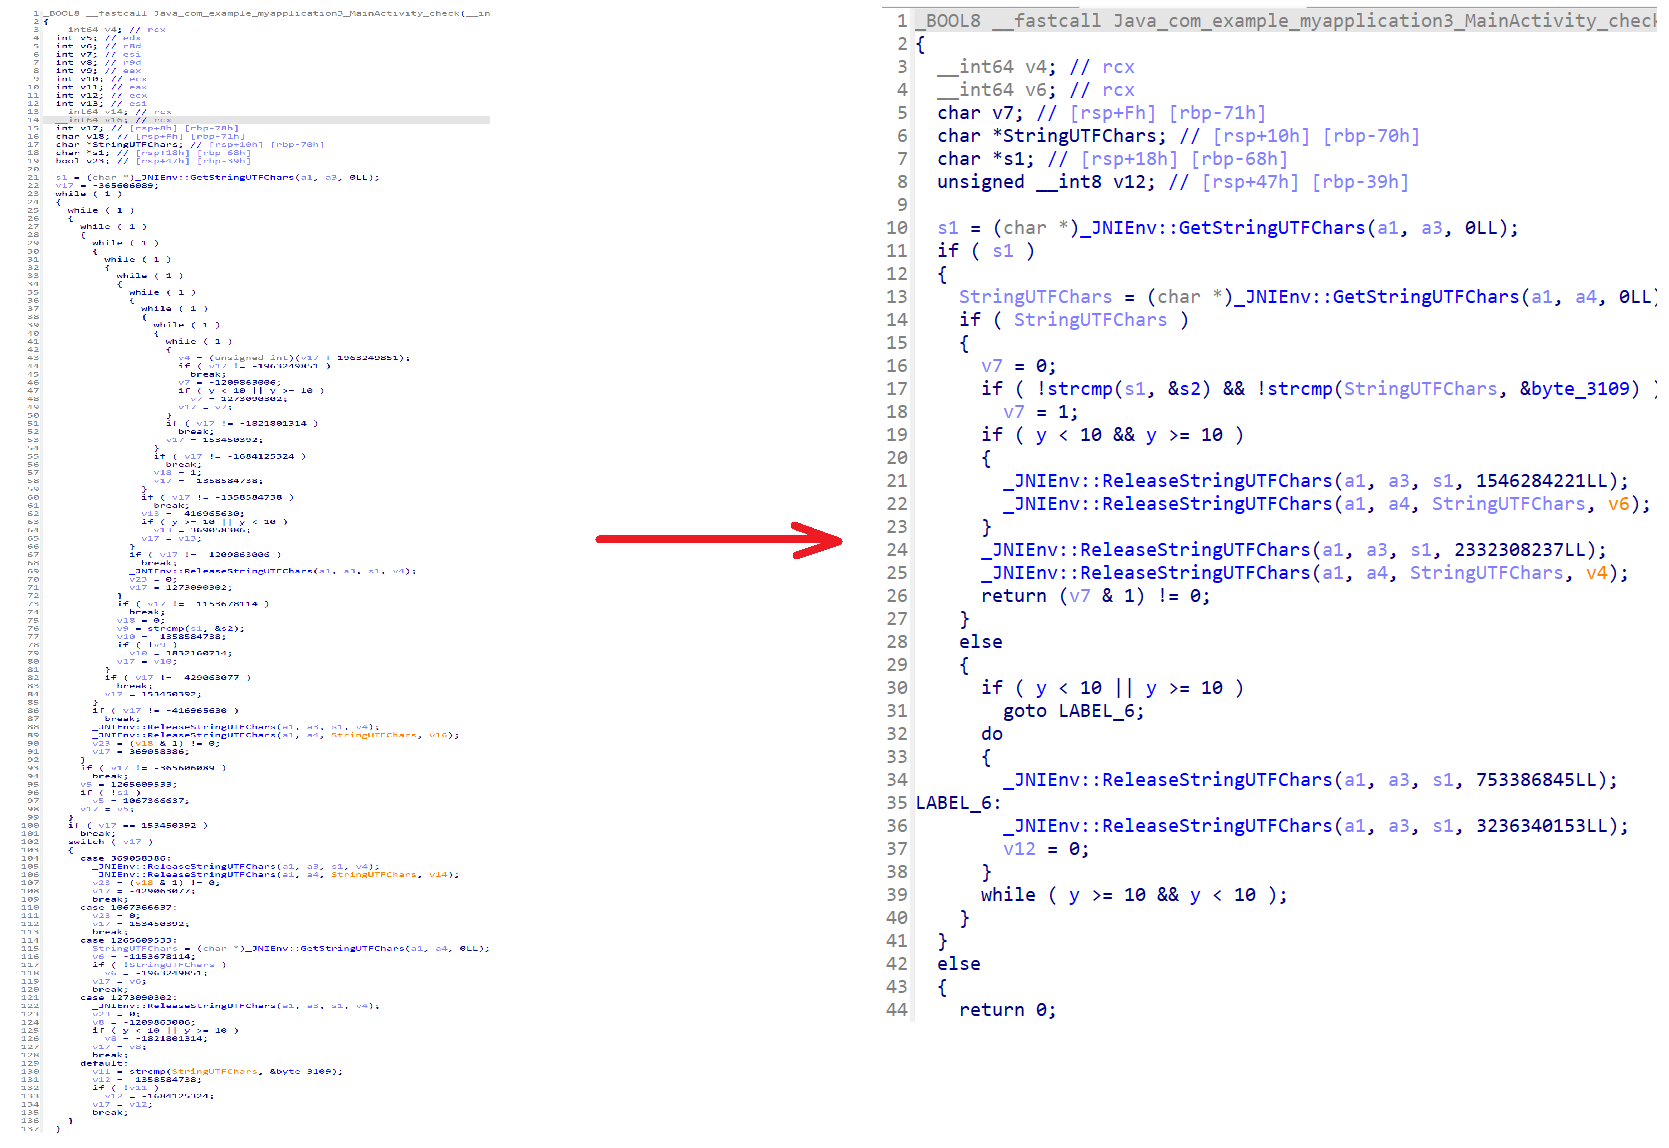 1 _BOOL8 __fastcall Java_com_example_myapplication3_MainActivity_check(__in
2 {
3 __int64 v4; // rcx
4 int v5; // edx
5 int v6; // r8d
6 int v7; // esi
7 int v8; // r9d
8 int v9; // eax
9 int v10; // ecx
10 int v11; // eax
11 int v12; // ecx
12 int v13; // esi
13 __int64 v14; // rcx
14 __int64 v16; // rcx
15 int v17; // [rsp+8h] [rbp-78h]
16 char v18; // [rsp+Fh] [rbp-71h]
17 char *StringUTFChars; // [rsp+10h] [rbp-70h]
18 char *s1; // [rsp+18h] [rbp-68h]
19 bool v23; // [rsp+47h] [rbp-39h]
20
21 s1 = (char *)_JNIEnv::GetStringUTFChars(a1, a3, 0LL);
22 v17 = -365606089;
23 while ( 1 )
24 {
25 while ( 1 )
26 {
27 while ( 1 )
28 {
29 while ( 1 )
30 {
31 while ( 1 )
32 {
33 while ( 1 )
34 {
35 while ( 1 )
36 {
37 while ( 1 )
38 {
39 while ( 1 )
40 {
41 while ( 1 )
42 {
43 v4 = (unsigned int)(v17 + 1963249851);
44 if ( v17 != -1963249851 )
45 break;
46 v7 = -1209863006;
47 if ( y < 10 || y >= 10 )
48 v7 = 1273090302;
49 v17 = v7;
50 }
51 if ( v17 != -1821801314 )
52 break;
53 v17 = 153450392;
54 }
55 if ( v17 != -1684125324 )
56 break;
57 v18 = 1;
58 v17 = -1358584738;
59 }
60 if ( v17 != -1358584738 )
61 break;
62 v13 = -416965630;
63 if ( y >= 10 || y < 10 )
64 v13 = 369058386;
65 v17 = v13;
66 }
67 if ( v17 != -1209863006 )
68 break;
69 _JNIEnv::ReleaseStringUTFChars(a1, a3, s1, v4);
70 v23 = 0;
71 v17 = 1273090302;
72 }
73 if ( v17 != -1153678114 )
74 break;
75 v18 = 0;
76 v9 = strcmp(s1, &s2);
77 v10 = -1358584738;
78 if ( !v9 )
79 v10 = 1832160714;
80 v17 = v10;
81 }
82 if ( v17 != -429063077 )
83 break;
84 v17 = 153450392;
85 }
86 if ( v17 != -416965630 )
87 break;
88 _JNIEnv::ReleaseStringUTFChars(a1, a3, s1, v4);
89 _JNIEnv::ReleaseStringUTFChars(a1, a4, StringUTFChars, v16);
90 v23 = (v18 & 1) != 0;
91 v17 = 369058386;
92 }
93 if ( v17 != -365606089 )
94 break;
95 v5 = 1265609533;
96 if ( !s1 )
97 v5 = 1067366637;
98 v17 = v5;
99 }
100 if ( v17 == 153450392 )
101 break;
102 switch ( v17 )
103 {
104 case 369058386:
105 _JNIEnv::ReleaseStringUTFChars(a1, a3, s1, v4);
106 _JNIEnv::ReleaseStringUTFChars(a1, a4, StringUTFChars, v14);
107 v23 = (v18 & 1) != 0;
108 v17 = -429063077;
109 break;
110 case 1067366637:
111 v23 = 0;
112 v17 = 153450392;
113 break;
114 case 1265609533:
115 StringUTFChars = (char *)_JNIEnv::GetStringUTFChars(a1, a4, 0LL);
116 v6 = -1153678114;
117 if ( !StringUTFChars )
118 v6 = -1963249851;
119 v17 = v6;
120 break;
121 case 1273090302:
122 _JNIEnv::ReleaseStringUTFChars(a1, a3, s1, v4);
123 v23 = 0;
124 v8 = -1209863006;
125 if ( y < 10 || y >= 10 )
126 v8 = -1821801314;
127 v17 = v8;
128 break;
129 default:
130 v11 = strcmp(StringUTFChars, &byte_3109);
131 v12 = -1358584738;
132 if ( !v11 )
133 v12 = -1684125324;
134 v17 = v12;
135 break;
136 }
137 }
1 _BOOL8 __fastcall Java_com_example_myapplication3_MainActivity_check
2 {
3 __int64 v4; // rcx
4 __int64 v6; // rcx
5 char v7; // [rsp+Fh] [rbp-71h]
6 char *StringUTFChars; // [rsp+10h] [rbp-70h]
7 char *s1; // [rsp+18h] [rbp-68h]
8 unsigned __int8 v12; // [rsp+47h] [rbp-39h]
9
10 s1 = (char *)_JNIEnv::GetStringUTFChars(a1, a3, 0LL);
11 if ( s1 )
12 {
13 StringUTFChars = (char *)_JNIEnv::GetStringUTFChars(a1, a4, 0LL)
14 if ( StringUTFChars )
15 {
16 v7 = 0;
17 if ( !strcmp(s1, &s2) && !strcmp(StringUTFChars, &byte_3109) )
18 v7 = 1;
19 if ( y < 10 && y >= 10 )
20 {
21 _JNIEnv::ReleaseStringUTFChars(a1, a3, s1, 1546284221LL);
22 _JNIEnv::ReleaseStringUTFChars(a1, a4, StringUTFChars, v6);
23 }
24 _JNIEnv::ReleaseStringUTFChars(a1, a3, s1, 2332308237LL);
25 _JNIEnv::ReleaseStringUTFChars(a1, a4, StringUTFChars, v4);
26 return (v7 & 1) != 0;
27 }
28 else
29 {
30 if ( y < 10 || y >= 10 )
31 goto LABEL_6;
32 do
33 {
34 _JNIEnv::ReleaseStringUTFChars(a1, a3, s1, 753386845LL);
35 LABEL_6:
36 _JNIEnv::ReleaseStringUTFChars(a1, a3, s1, 3236340153LL);
37 v12 = 0;
38 }
39 while ( y >= 10 && y < 10 );
40 }
41 }
42 else
43 {
44 return 0;